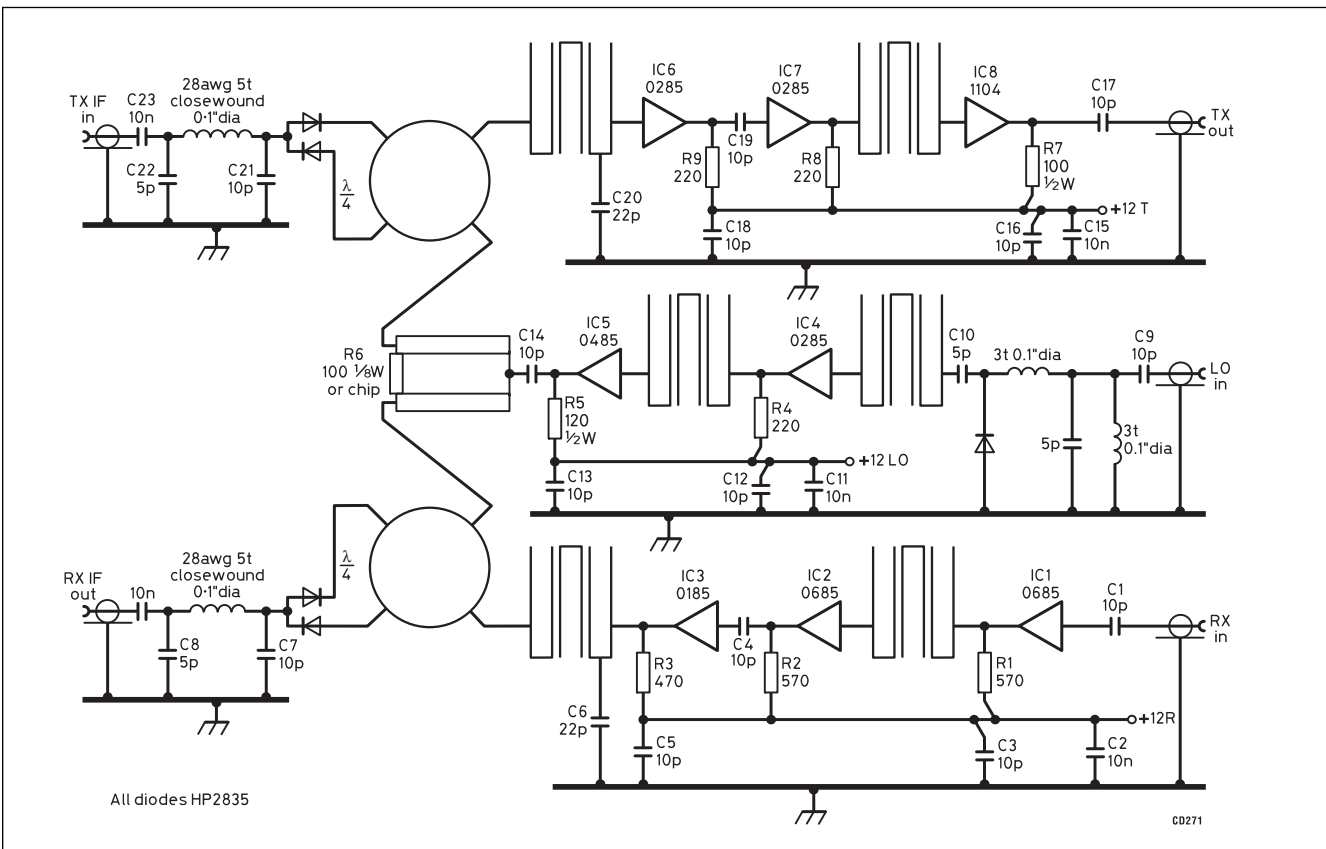 TX IF
in
C23
10n
28awg 5t
closewound
0·1"dia
C22
5p
C21
10p
λ
4
C20
22p
IC6
0285
C19
10p
R9
220
C18
10p
IC7
0285
R8
220
IC8
1104
R7
100
½W
C17
10p
TX
out
+12 T
C16
10p
C15
10n
R6
100 ⅛W
or chip
C14
10p
IC5
0485
R5
120
½W
C13
10p
IC4
0285
R4
220
C12
10p
C11
10n
+12 LO
C10
5p
3t 0.1"dia
C9
10p
LO
in
5p
3t
0.1"dia
RX IF
out
10n
28awg 5t
closewound
0·1"dia
C8
5p
C7
10p
λ
4
C6
22p
IC3
0185
R3
470
C5
10p
C4
10p
IC2
0685
R2
570
IC1
0685
R1
570
C1
10p
RX
in
+12R
C3
10p
C2
10n
All diodes HP2835
CD271